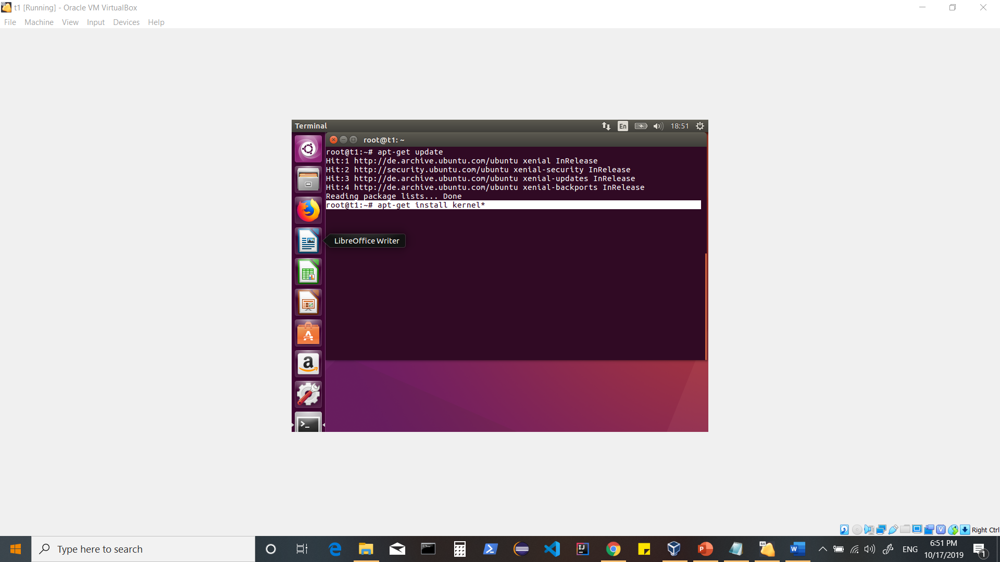 t1 [Running] - Oracle VM VirtualBox
File Machine View Input Devices Help
Terminal En 18:51
root@t1: ~
root@t1:~# apt-get update
Hit:1 http://de.archive.ubuntu.com/ubuntu xenial InRelease
Hit:2 http://security.ubuntu.com/ubuntu xenial-security InRelease
Hit:3 http://de.archive.ubuntu.com/ubuntu xenial-updates InRelease
Hit:4 http://de.archive.ubuntu.com/ubuntu xenial-backports InRelease
Reading package lists... Done
root@t1:~# apt-get install kernel*
LibreOffice Writer
Right Ctrl
Type here to search
ENG
6:51 PM
10/17/2019
1